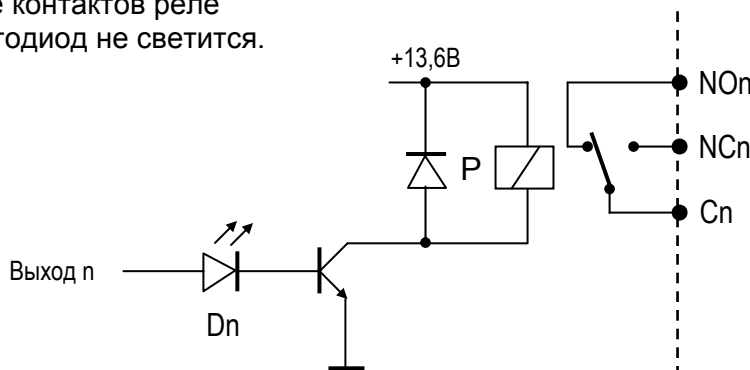 е контактов реле
тодиод не светится.
+13,6В
NOn
P
NCn
Cn
Выход n
Dn